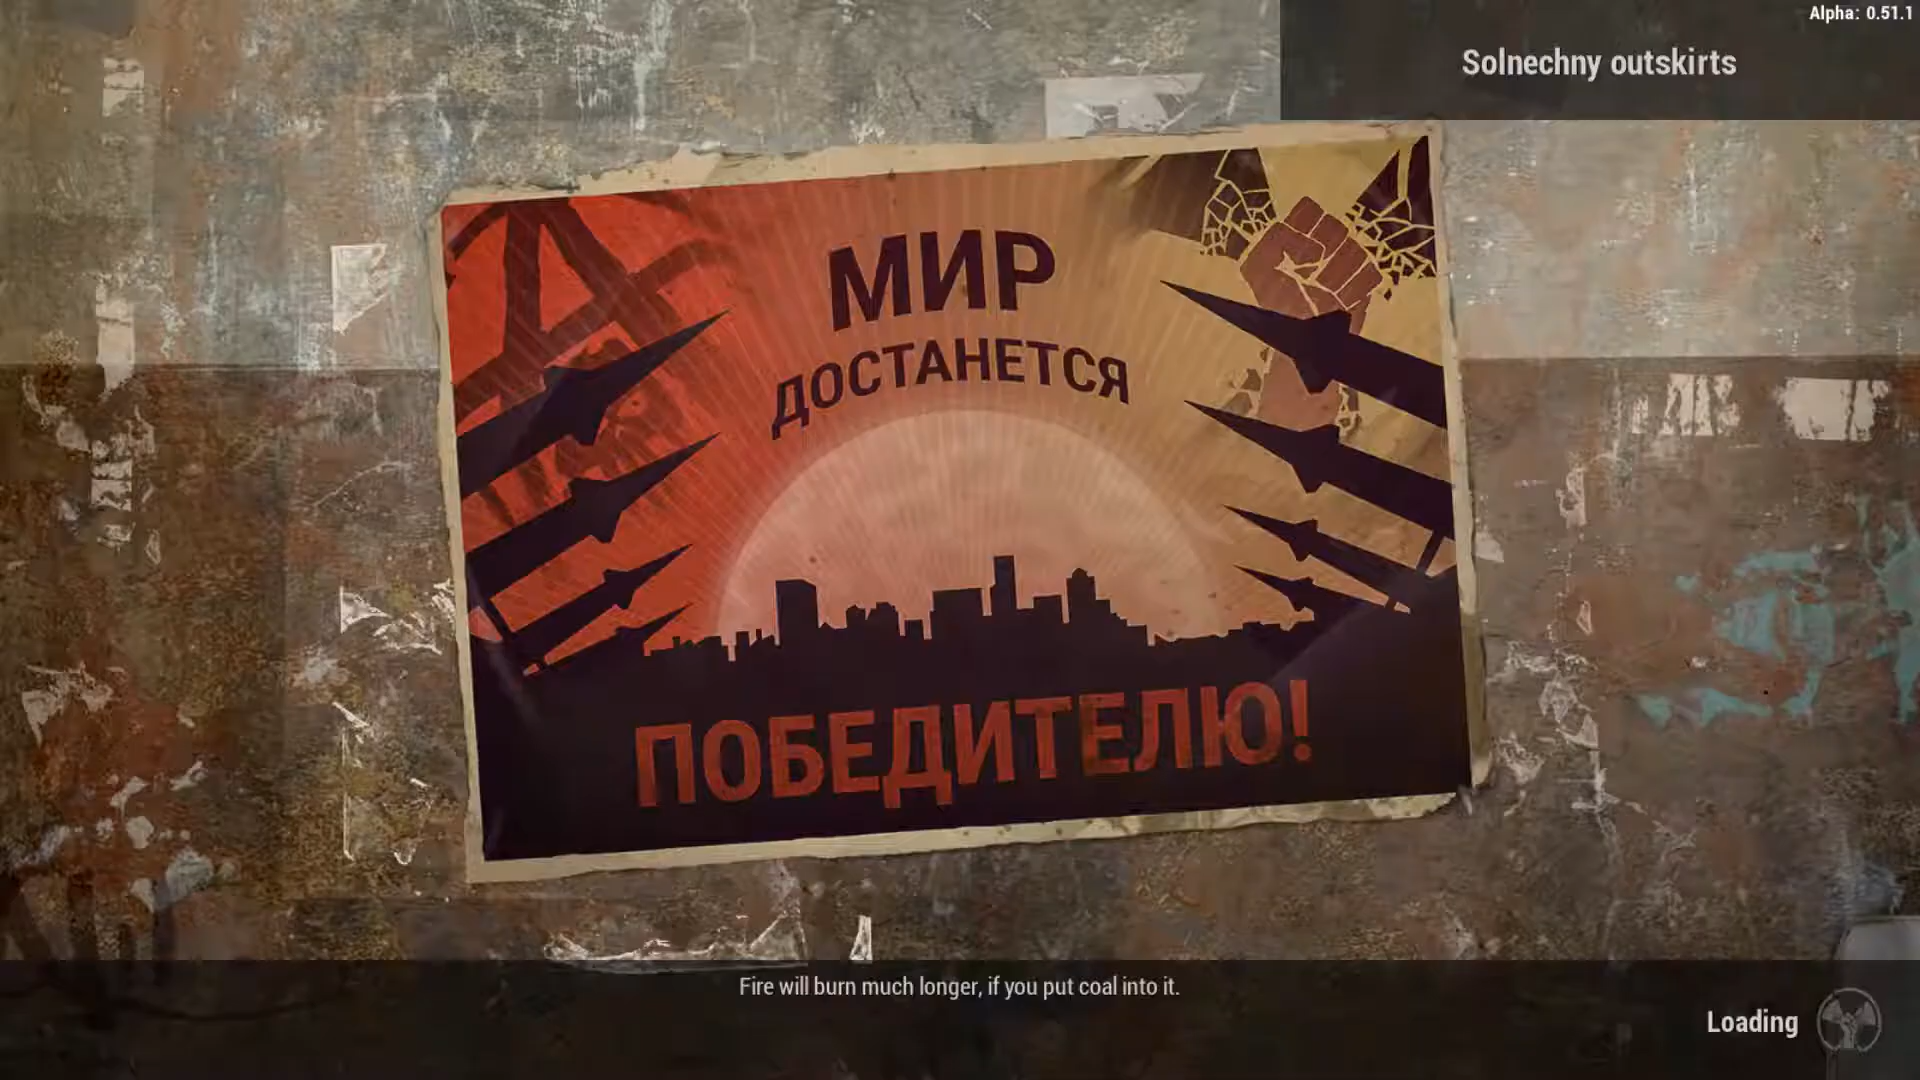 Alpha: 0.51.1
Solnechny outskirts
МИР
ДОСТАНЕТСЯ
ПОБЕДИТЕЛЮ!
Fire will burn much longer, if you put coal into it.
Loading